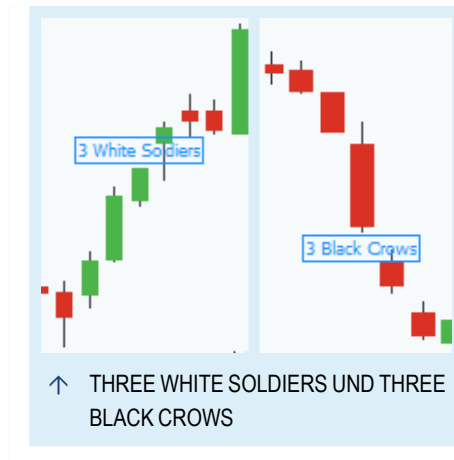 3 White Soldiers
3 Black Crows
↑ THREE WHITE SOLDIERS UND THREE
BLACK CROWS